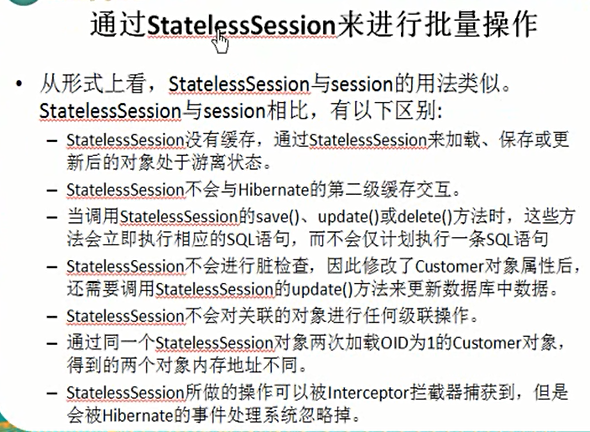 通过StatelessSession来进行批量操作
• 从形式上看，StatelessSession与session的用法类似。
StatelessSession与session相比，有以下区别:
– StatelessSession没有缓存，通过StatelessSession来加载、保存或更
新后的对象处于游离状态。
– StatelessSession不会与Hibernate的第二级缓存交互。
– 当调用StatelessSession的save()、update()或delete()方法时，这些方
法会立即执行相应的SQL语句，而不会仅计划执行一条SQL语句
– StatelessSession不会进行脏检查，因此修改了Customer对象属性后，
还需要调用StatelessSession的update()方法来更新数据库中数据。
– StatelessSession不会对关联的对象进行任何级联操作。
– 通过同一个StatelessSession对象两次加载OID为1的Customer对象，
得到的两个对象内存地址不同。
– StatelessSession所做的操作可以被Interceptor拦截器捕获到，但是
会被Hibernate的事件处理系统忽略掉。